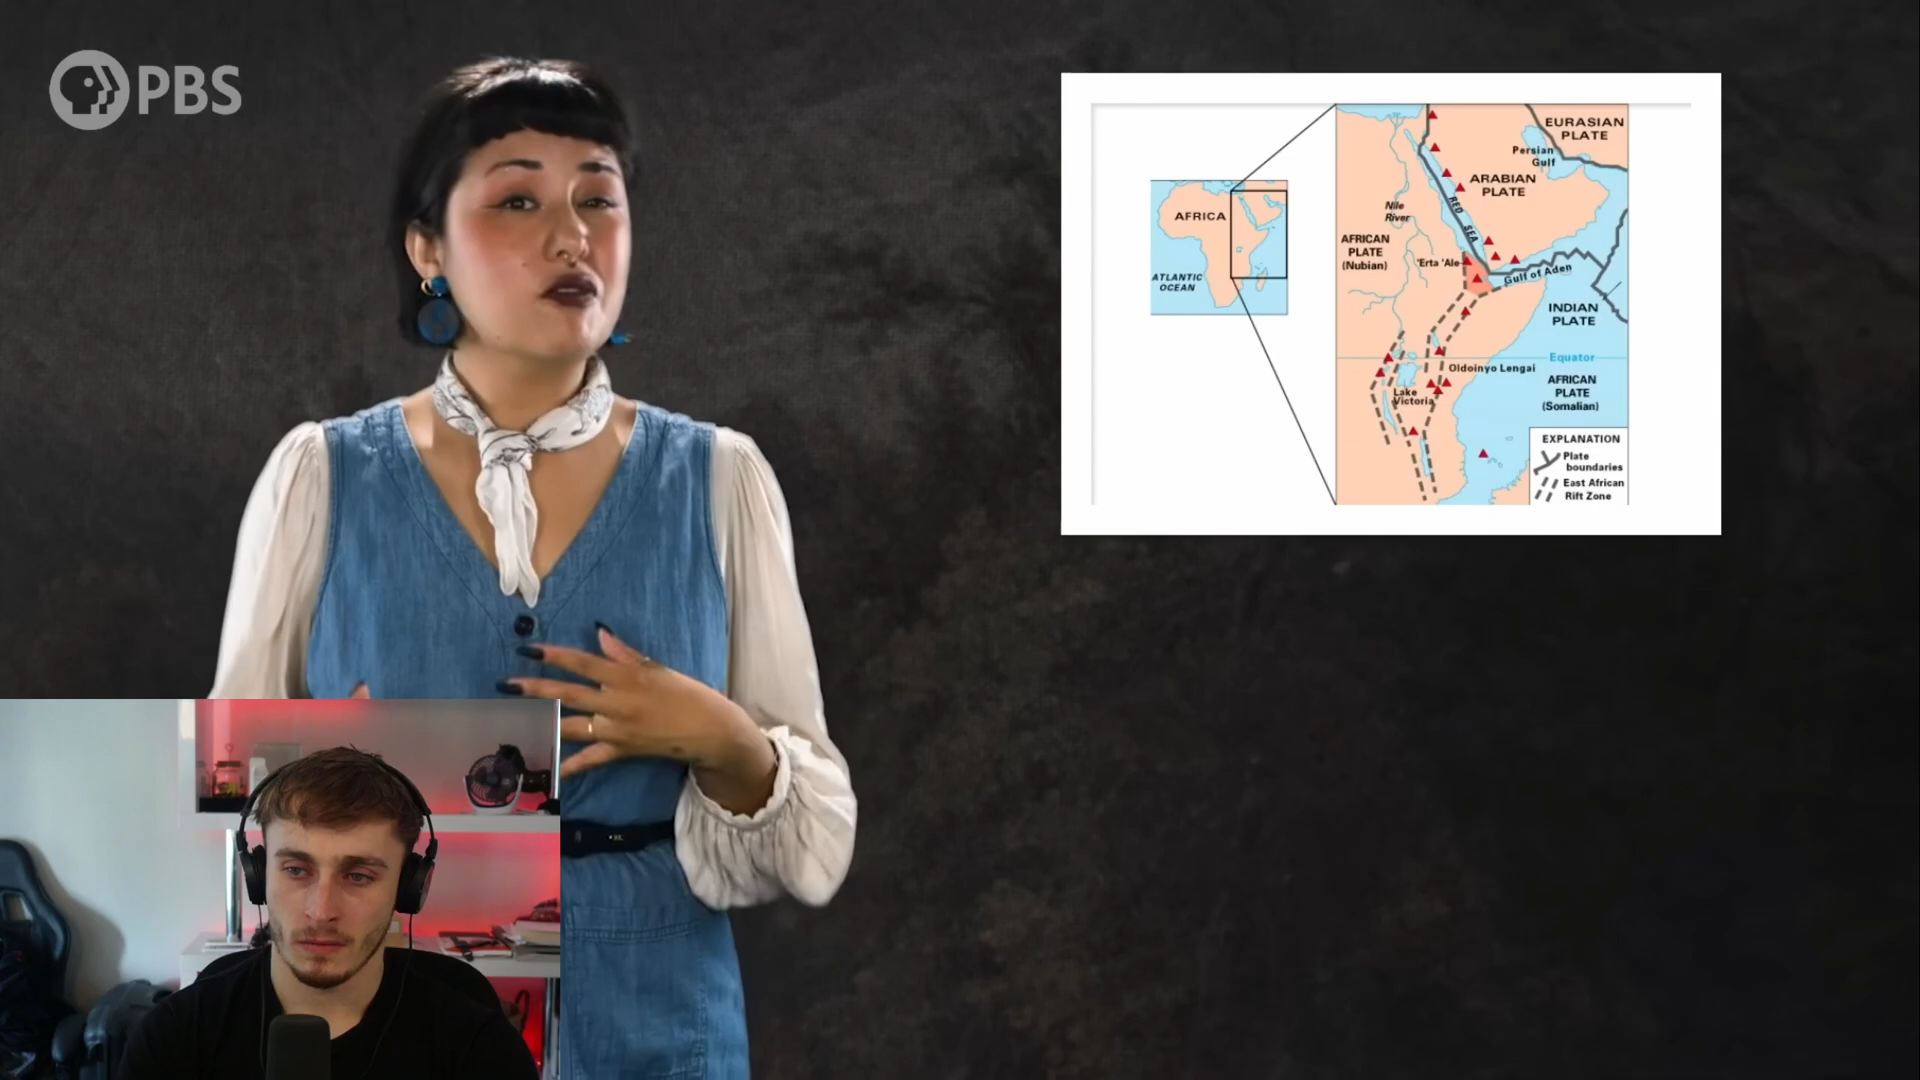 PBS
EURASIAN
PLATE
Persian
Gulf
ARABIAN
PLATE
RED SEA
Nile
River
AFRICAN
PLATE
(Nubian)
'Erta 'Ale
Gulf of Aden
INDIAN
PLATE
AFRICA
ATLANTIC
OCEAN
Equator
Oldoinyo Lengai
AFRICAN
PLATE
(Somalian)
Lake
Victoria
EXPLANATION
Plate
boundaries
East African
Rift Zone